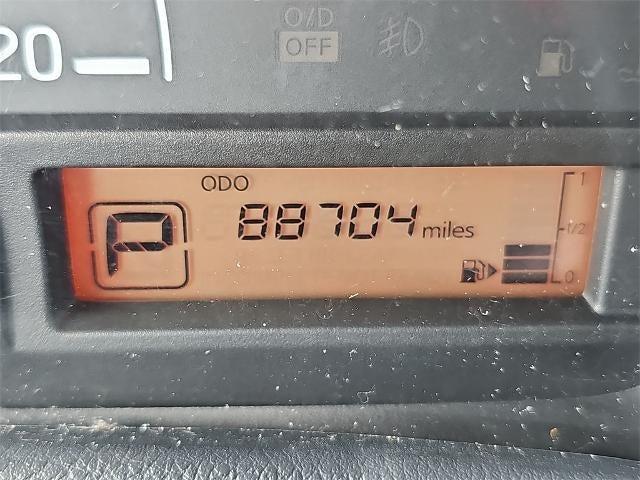 20
O/D
OFF
ODO
P
88704 miles
1
1/2
0